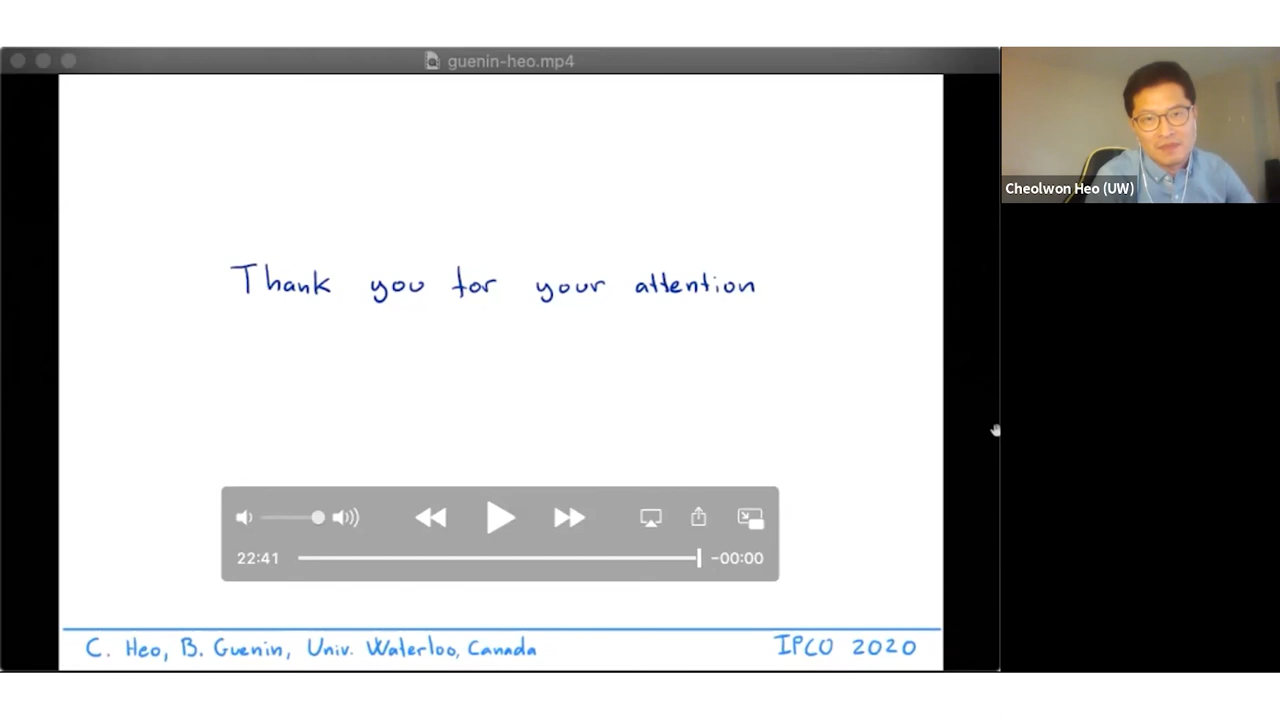 guenin-heo.mp4
Cheolwon Heo (UW)
Thank you for your attention
22:41
-00:00
C. Heo, B. Guenin, Univ. Waterloo, Canada
IPCO 2020